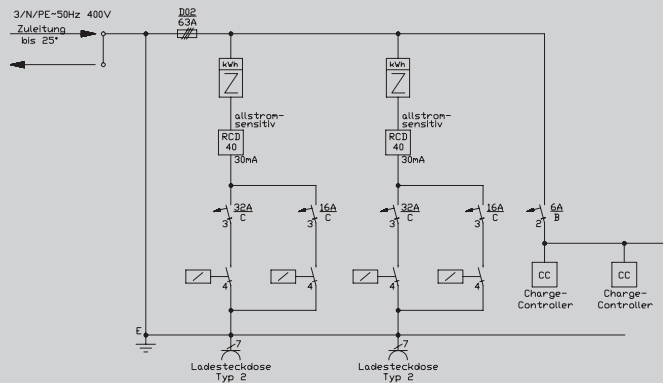 3/N/PE~50Hz 400V
Zuleitung
bis 25°
D02
63A
kWh
Z
allstrom-
sensitiv
RCD
40
30mA
32A
C
3
16A
C
3
4
4
kWh
Z
allstrom-
sensitiv
RCD
40
30mA
32A
C
3
16A
C
3
4
4
6A
B
2
CC
Charge-
Controller
CC
Charge-
Controller
E
7
Ladesteckdose
Typ 2
7
Ladesteckdose
Typ 2